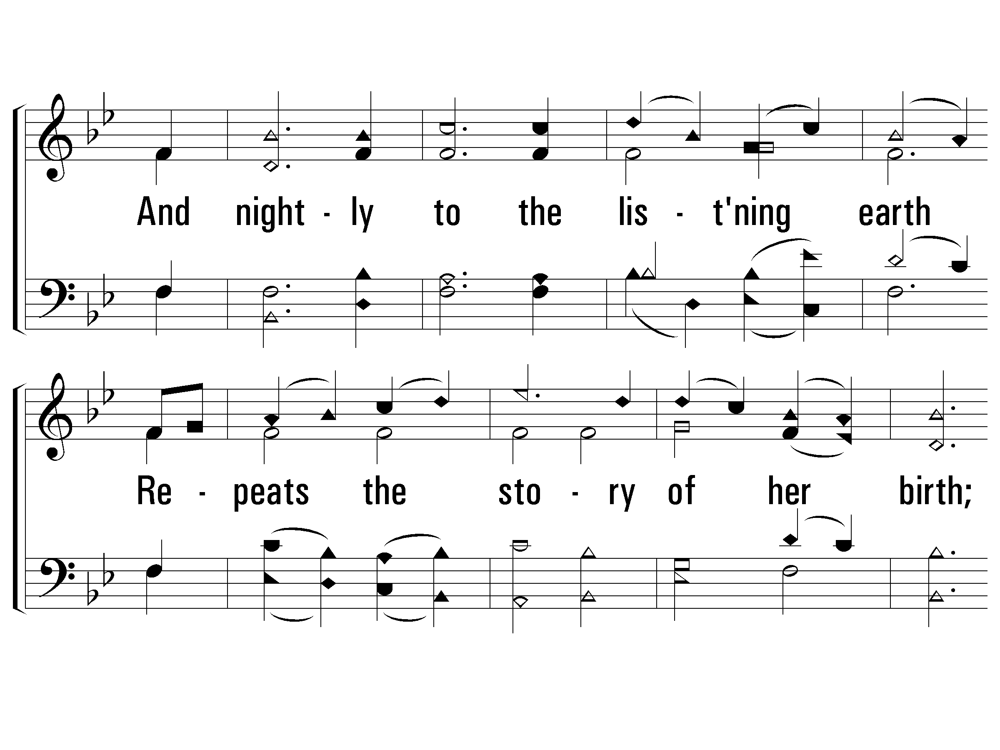 And night - ly to the lis - t'ning earth
Re - peats the sto - ry of her birth;